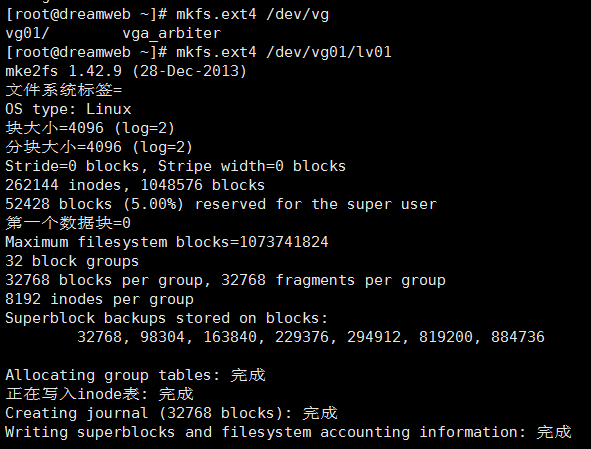 [root@dreamweb ~]# mkfs.ext4 /dev/vg
vg01/        vga_arbiter
[root@dreamweb ~]# mkfs.ext4 /dev/vg01/lv01
mke2fs 1.42.9 (28-Dec-2013)
文件系统标签=
OS type: Linux
块大小=4096 (log=2)
分块大小=4096 (log=2)
Stride=0 blocks, Stripe width=0 blocks
262144 inodes, 1048576 blocks
52428 blocks (5.00%) reserved for the super user
第一个数据块=0
Maximum filesystem blocks=1073741824
32 block groups
32768 blocks per group, 32768 fragments per group
8192 inodes per group
Superblock backups stored on blocks:
        32768, 98304, 163840, 229376, 294912, 819200, 884736
Allocating group tables: 完成
正在写入inode表: 完成
Creating journal (32768 blocks): 完成
Writing superblocks and filesystem accounting information: 完成